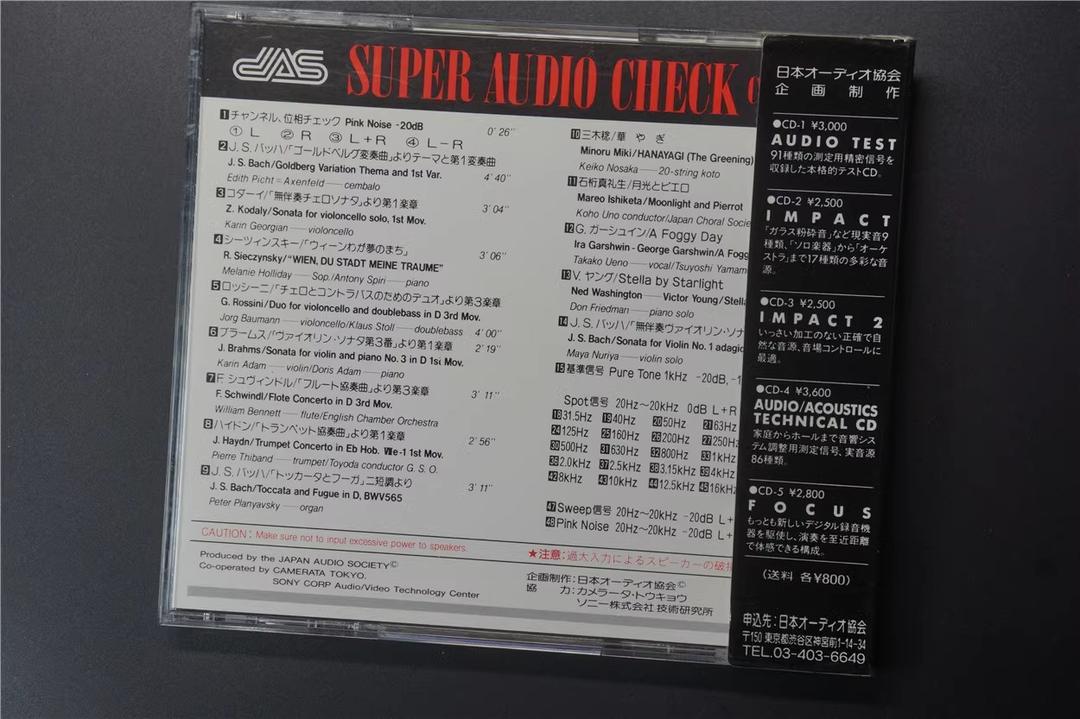 JAS
SUPER AUDIO CHECK
1 チャンネル、位相チェック Pink Noise -20dB 0' 26"
① L ② R ③ L+R ④ L-R
2 J. S. バッハ/「ゴールドベルグ変奏曲」よりテーマと第1変奏曲
J. S. Bach/Goldberg Variation Thema and 1st Var. 4' 40"
Edith Picht=Axenfeld——cembalo
3 コダーイ/「無伴奏チェロソナタ」より第1楽章 3' 04"
Z. Kodaly/Sonata for violoncello solo, 1st Mov.
Karin Georgian——violoncello
4 シーツィンスキー/「ウィーンわが夢のまち」 3' 06"
R. Sieczynsky/"WIEN, DU STADT MEINE TRAUME"
Melanie Holliday——Sop./Antony Spiri——piano
5 ロッシーニ/「チェロとコントラバスのためのデュオ」より第3楽章
G. Rossini/Duo for violoncello and doublebass in D 3rd Mov.
Jorg Baumann——violoncello/Klaus Stoll——doublebass 4' 00"
6 ブラームス/「ヴァイオリン・ソナタ第3番」より第1楽章 2' 19"
J. Brahms/Sonata for violin and piano No. 3 in D 1st Mov.
Karin Adam——violin/Doris Adam——piano
7 F. シュヴィンドル/「フルート協奏曲」より第3楽章 3' 11"
F. Schwindl/Flote Concerto in D 3rd Mov.
William Bennett——flute/English Chamber Orchestra
8 ハイドン/「トランペット協奏曲」より第1楽章 2' 56"
J. Haydn/Trumpet Concerto in Eb Hob. Ⅶe-1 1st Mov.
Pierre Thiband——trumpet/Toyoda conductor G. S. O.
9 J. S. バッハ/「トッカータとフーガ」ニ短調より 3' 11"
J. S. Bach/Toccata and Fugue in D, BWV565
Peter Planyavsky——organ
10 三木稔/華やぎ
Minoru Miki/HANAYAGI (The Greening)
Keiko Nosaka——20-string koto
11 石桁真礼生/月光とピエロ
Mareo Ishiketa/Moonlight and Pierrot
Koho Uno conductor/Japan Choral Socie
12 G. ガーシュイン/A Foggy Day
Ira Garshwin - George Garshwin/A Fogg
Takako Ueno——vocal/Tsuyoshi Yamam
13 V. ヤング/Stella by Starlight
Ned Washington——Victor Young/Stell
Don Friedman——piano solo
14 J. S. バッハ/「無伴奏ヴァイオリン・ソナ
J. S. Bach/Sonata for Violin No. 1 adagio
Maya Nuriya——violin solo
15 基準信号 Pure Tone 1kHz -20dB, -1
Spot信号 20Hz~20kHz 0dB L+R
18 31.5Hz 19 40Hz 20 50Hz 21 63Hz
24 125Hz 25 160Hz 26 200Hz 27 250Hz
30 500Hz 31 630Hz 32 800Hz 33 1kHz
36 2.0kHz 37 2.5kHz 38 3.15kHz 39 4kHz
42 8kHz 43 10kHz 44 12.5kHz 45 16kHz
47 Sweep信号 20Hz~20kHz -20dB L+
48 Pink Noise 20Hz~20kHz -20dB L+
CAUTION: Make sure not to input excessive power to speakers.
★注意:過大入力によるスピーカーの破損
Produced by the JAPAN AUDIO SOCIETY©
Co-operated by CAMERATA TOKYO.
SONY CORP Audio/Video Technology Center
企画制作:日本オーディオ協会©
協力:カメラータ・トウキョウ
ソニー株式会社 技術研究所
日本オーディオ協会
企画制作
●CD-1 ¥3,000
AUDIO TEST
91種類の測定用精密信号を
収録した本格的テストCD。
●CD-2 ¥2,500
IMPACT
「ガラス粉砕音」など現実音9
種類、「ソロ楽器」から「オーケ
ストラ」まで17種類の多彩な音
源。
●CD-3 ¥2,500
IMPACT 2
いっさい加工のない正確で自
然な音源、音場コントロールに
最適。
●CD-4 ¥3,600
AUDIO/ACOUSTICS
TECHNICAL CD
家庭からホールまで音響シス
テム調整用測定信号、実音源
86種類。
●CD-5 ¥2,800
FOCUS
もっとも新しいデジタル録音機
器を駆使し、演奏を至近距離
で体感できる構成。
(送料 各¥800)
申込先:日本オーディオ協会
〒150 東京都渋谷区神宮前1-14-34
TEL.03-403-6649